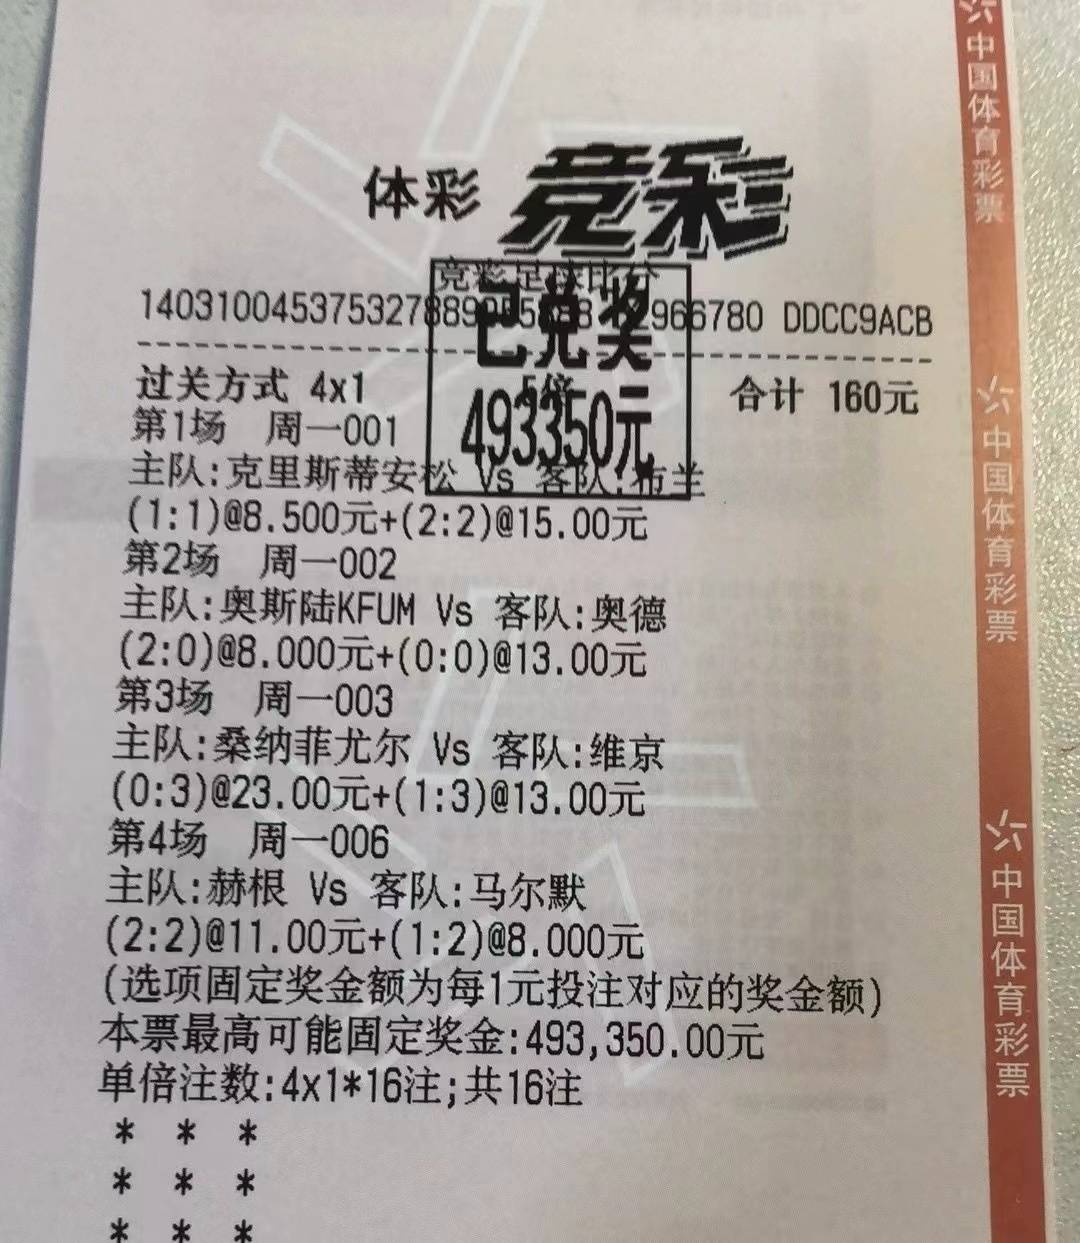 体彩 竞彩
竞彩足球比分
已兑奖
493350元
5倍
过关方式 4x1 合计 160元
第1场 周一001
主队:克里斯蒂安松 Vs 客队:布兰
(1:1)@8.500元+(2:2)@15.00元
第2场 周一002
主队:奥斯陆KFUM Vs 客队:奥德
(2:0)@8.000元+(0:0)@13.00元
第3场 周一003
主队:桑纳菲尤尔 Vs 客队:维京
(0:3)@23.00元+(1:3)@13.00元
第4场 周一006
主队:赫根 Vs 客队:马尔默
(2:2)@11.00元+(1:2)@8.000元
(选项固定奖金额为每1元投注对应的奖金额)
本票最高可能固定奖金:493,350.00元
单倍注数:4x1*16注;共16注
* * *
* * *
* * *
中国体育彩票
中国体育彩票
中国体育彩票